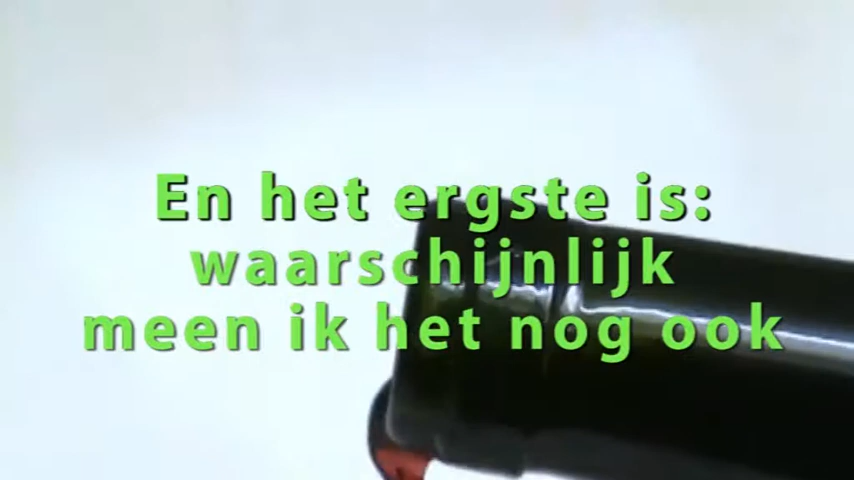 En het ergste is:
waarschijnlijk
meen ik het nog ook